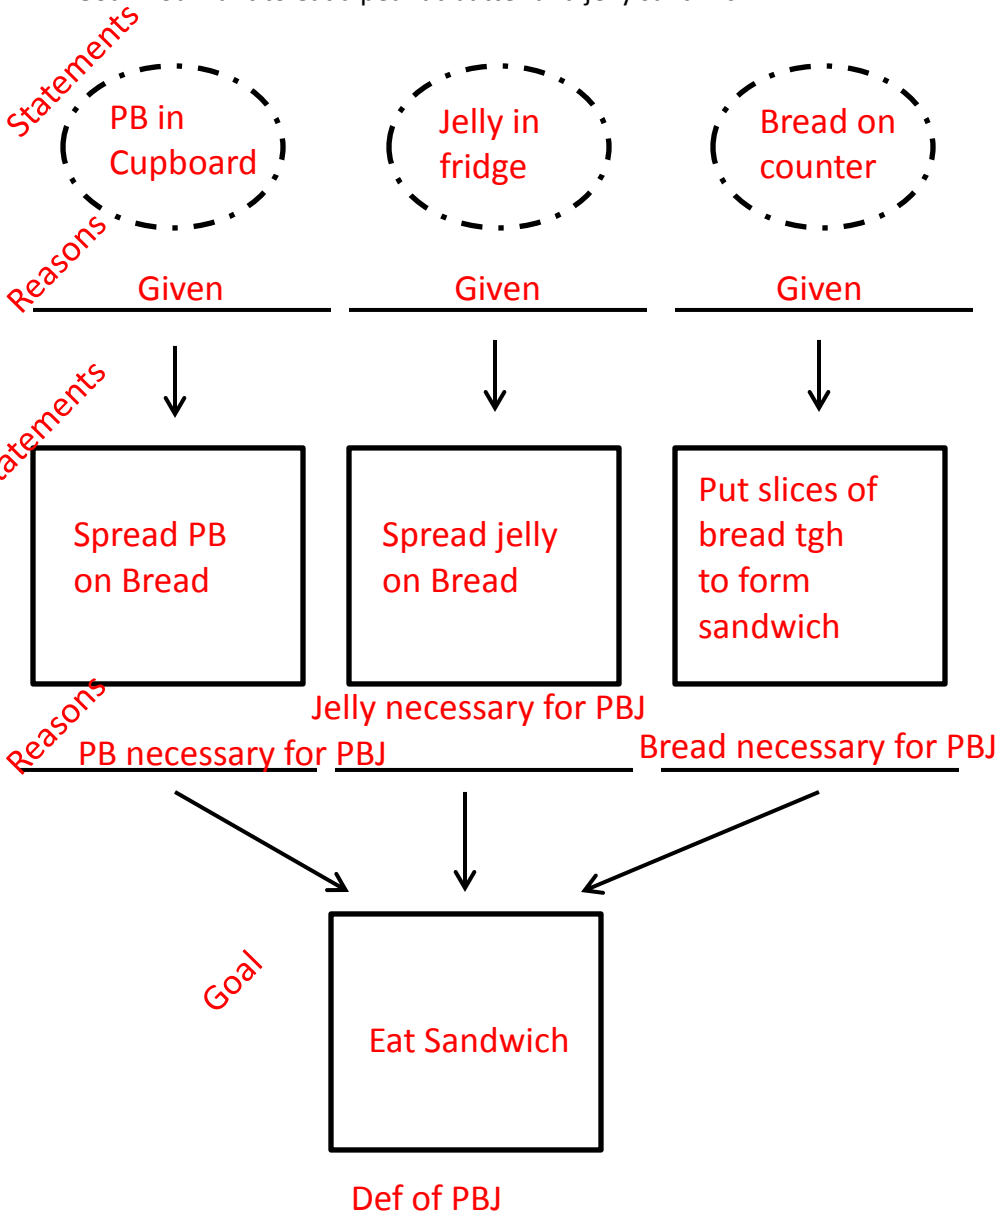 Statements
PB in
Cupboard
Jelly in
fridge
Bread on
counter
Reasons
Given
Given
Given
Spread PB
on Bread
Spread jelly
on Bread
Put slices of
bread tgh
to form
sandwich
Reasons
Jelly necessary for PBJ
PB necessary for PBJ
Bread necessary for PBJ
Goal
Eat Sandwich
Def of PBJ